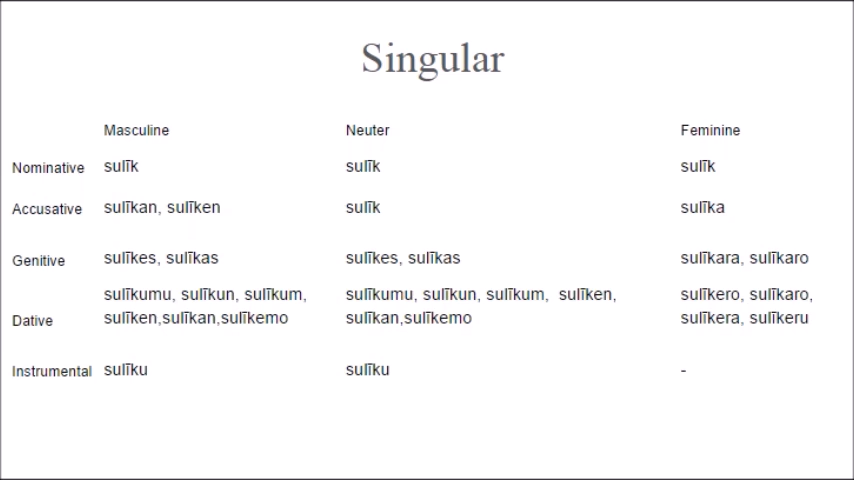 Singular
Masculine Neuter Feminine
Nominative sulīk sulīk sulīk
Accusative sulīkan, sulīken sulīk sulīka
Genitive sulīkes, sulīkas sulīkes, sulīkas sulīkara, sulīkaro
sulīkumu, sulīkun, sulīkum, sulīkumu, sulīkun, sulīkum, sulīken, sulīkero, sulīkaro,
Dative sulīken,sulīkan,sulīkemo sulīkan,sulīkemo sulīkera, sulīkeru
Instrumental sulīku sulīku -